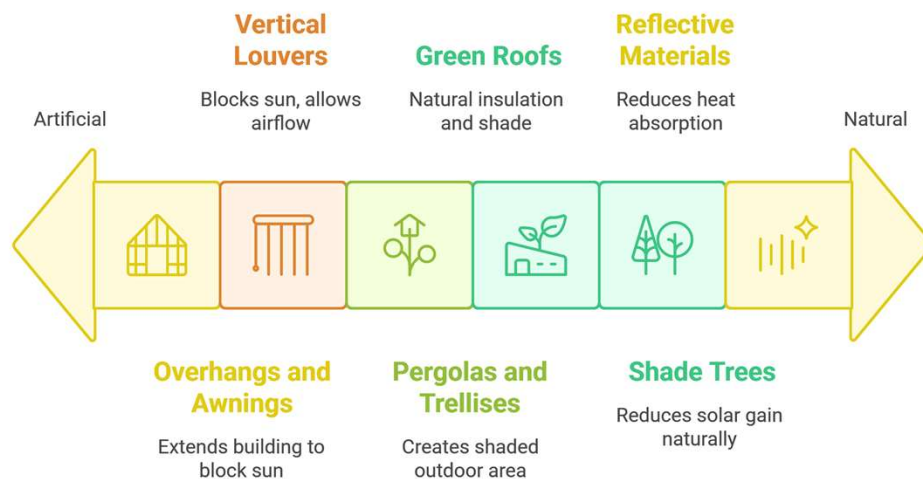 Vertical
Louvers
Blocks sun, allows
airflow
Green Roofs
Natural insulation
and shade
Reflective
Materials
Reduces heat
absorption
Artificial
Natural
Overhangs and
Awnings
Extends building to
block sun
Pergolas and
Trellises
Creates shaded
outdoor area
Shade Trees
Reduces solar gain
naturally